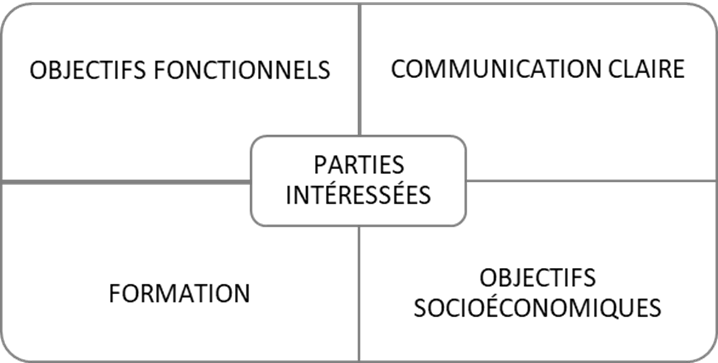 OBJECTIFS FONCTIONNELS
COMMUNICATION CLAIRE
PARTIES
INTÉRESSÉES
FORMATION
OBJECTIFS
SOCIOÉCONOMIQUES